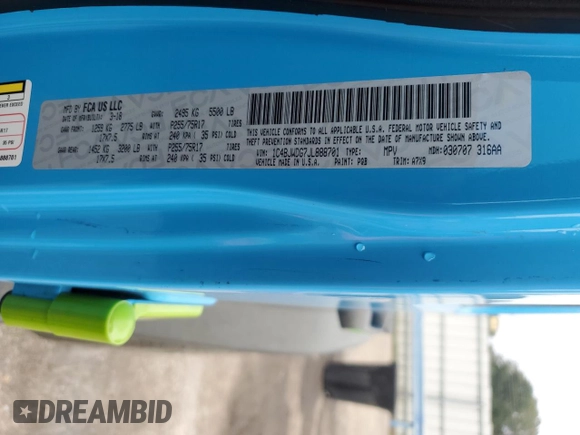 MFD BY FCA US LLC
DATE OF MFR: 3-18 GVWR: 2495 KG 5500 LB
GAWR FRONT: 1259 KG 2775 LB WITH TIRES
P255/75R17
17X7.5 RIMS AT 240 KPA ( 35 PSI) COLD
GAWR REAR: 1452 KG 3200 LB WITH TIRES
P255/75R17
17X7.5 RIMS AT 240 KPA ( 35 PSI) COLD
THIS VEHICLE CONFORMS TO ALL APPLICABLE U.S.A. FEDERAL MOTOR VEHICLE
SAFETY STANDARDS IN EFFECT ON THE DATE OF MANUFACTURE SHOWN ABOVE.
VIN: 1C4BJWDG7JL888701 TYPE: MPV MDH: 030707 316AA
VEHICLE MADE IN U.S.A. PAINT: PQB TRIM: A7X9
888701
DREAMBID